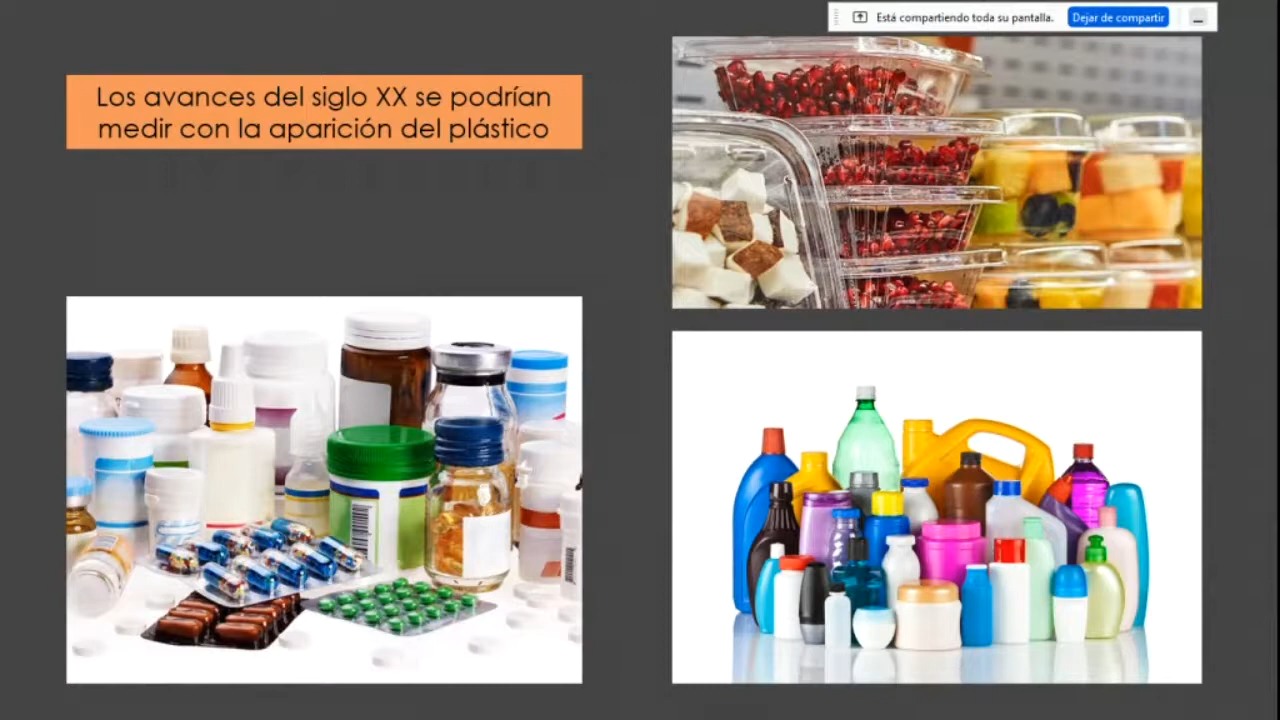 Está compartiendo toda su pantalla.
Dejar de compartir
Los avances del siglo XX se podrían
medir con la aparición del plástico